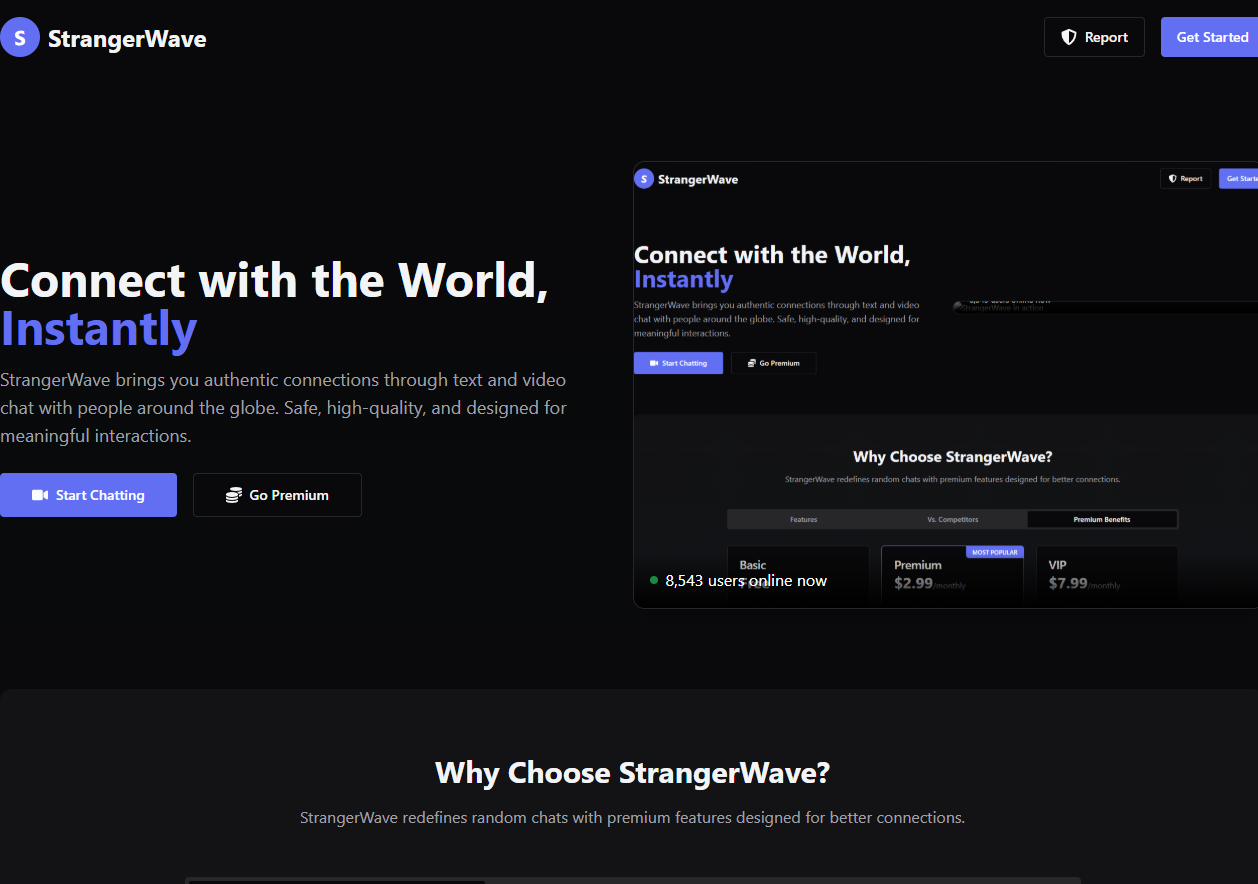 S StrangerWave
Report
Get Started
Connect with the World,
Instantly
StrangerWave brings you authentic connections through text and video
chat with people around the globe. Safe, high-quality, and designed for
meaningful interactions.
Start Chatting
Go Premium
S StrangerWave
Report
Get Starte
Connect with the World,
Instantly
StrangerWave brings you authentic connections through text and video
chat with people around the globe. Safe, high-quality, and designed for
meaningful interactions.
StrangerWave in action
Start Chatting
Go Premium
Why Choose StrangerWave?
StrangerWave redefines random chats with premium features designed for better connections.
Features
Vs. Competitors
Premium Benefits
MOST POPULAR
Basic
Free
Premium
$2.99/monthly
VIP
$7.99/monthly
8,543 users online now
Why Choose StrangerWave?
StrangerWave redefines random chats with premium features designed for better connections.